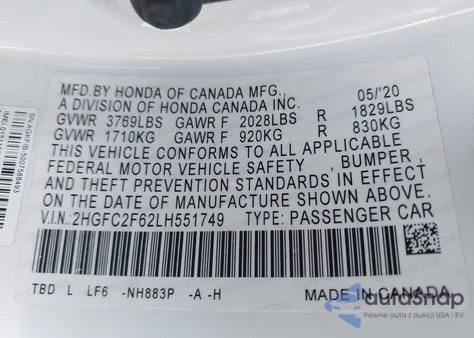 MFD.BY HONDA OF CANADA MFG., 05/'20
A DIVISION OF HONDA CANADA INC.
GVWR 3769LBS GAWR F 2028LBS R 1829LBS
GVWR 1710KG GAWR F 920KG R 830KG
THIS VEHICLE CONFORMS TO ALL APPLICABLE
FEDERAL MOTOR VEHICLE SAFETY, BUMPER,
AND THEFT PREVENTION STANDARDS IN EFFECT
ON THE DATE OF MANUFACTURE SHOWN ABOVE.
V.I.N: 2HGFC2F62LH551749 TYPE: PASSENGER CAR
TBD L LF6 -NH883P -A -H MADE IN CANADA
autosnap
Pewne auta z aukcji USA i EU